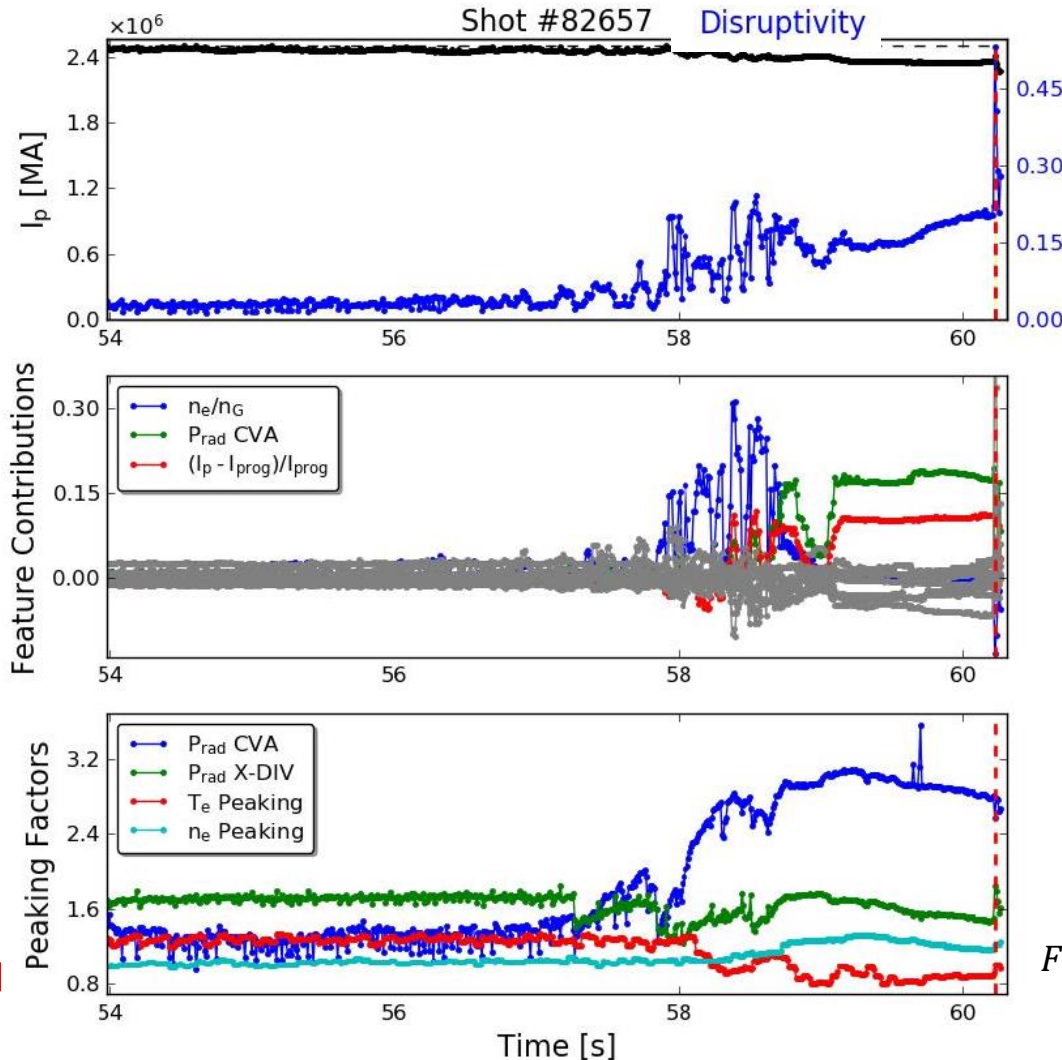 Shot #82657 Disruptivity
×10⁶
2.4
1.8
1.2
0.6
0.0
I_p [MA]
0.45
0.30
0.15
0.00
54 56 58 60
Feature Contributions
0.30
0.15
0.00
n_e/n_G
P_rad CVA
(I_p - I_prog)/I_prog
54 56 58 60
Peaking Factors
3.2
2.4
1.6
0.8
P_rad CVA
P_rad X-DIV
T_e Peaking
n_e Peaking
F
54 56 58 60
Time [s]